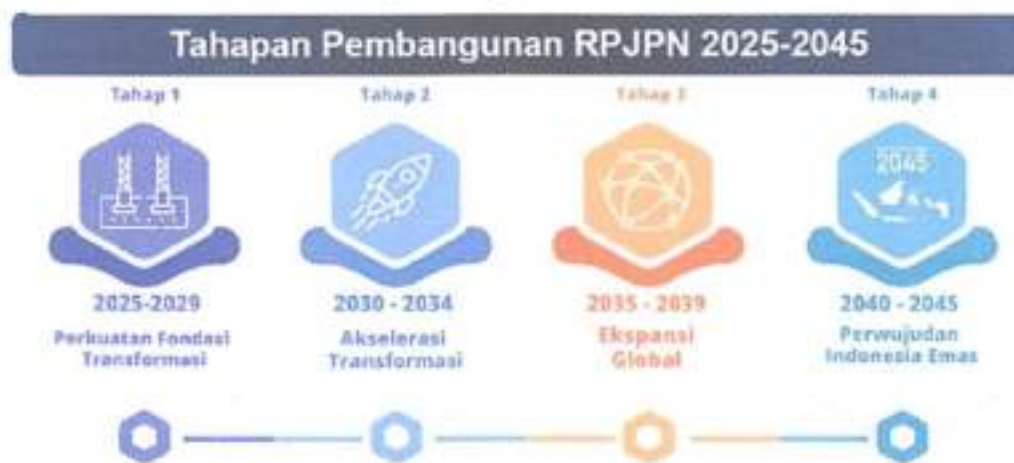 Tahapan Pembangunan RPJPN 2025-2045
Tahap 1
Tahap 2
Tahap 3
Tahap 4
2045
2025-2029
2030 - 2034
2035 - 2039
2040 - 2045
Perkuatan Fondasi
Transformasi
Akselerasi
Transformasi
Ekspansi
Global
Perwujudan
Indonesia Emas